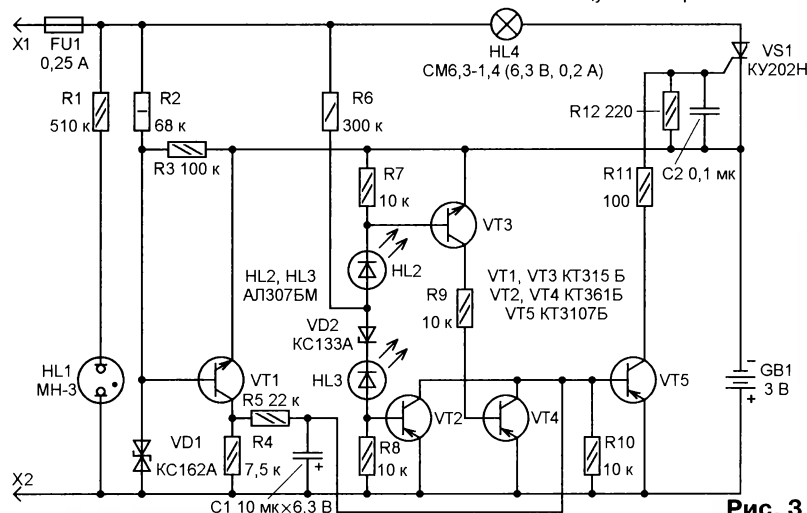 X1
FU1
0,25 А
HL4
СМ6,3-1,4 (6,3 В, 0,2 А)
VS1
КУ202Н
R1
510 к
R2
68 к
R6
300 к
R12 220
R3 100 к
R7
10 к
R11
100
C2 0,1 мк
VT3
HL2, HL3
АЛ307БМ
HL2
R9
10 к
VT1, VT3 КТ315 Б
VT2, VT4 КТ361Б
VT5 КТ3107Б
VD2
КС133А
HL1
МН-3
VT1
HL3
VT5
GB1
3 В
R5 22 к
VT2
VT4
VD1
КС162А
R4
7,5 к
R8
10 к
R10
10 к
X2
C1 10 мк×6,3 В
Рис. 3